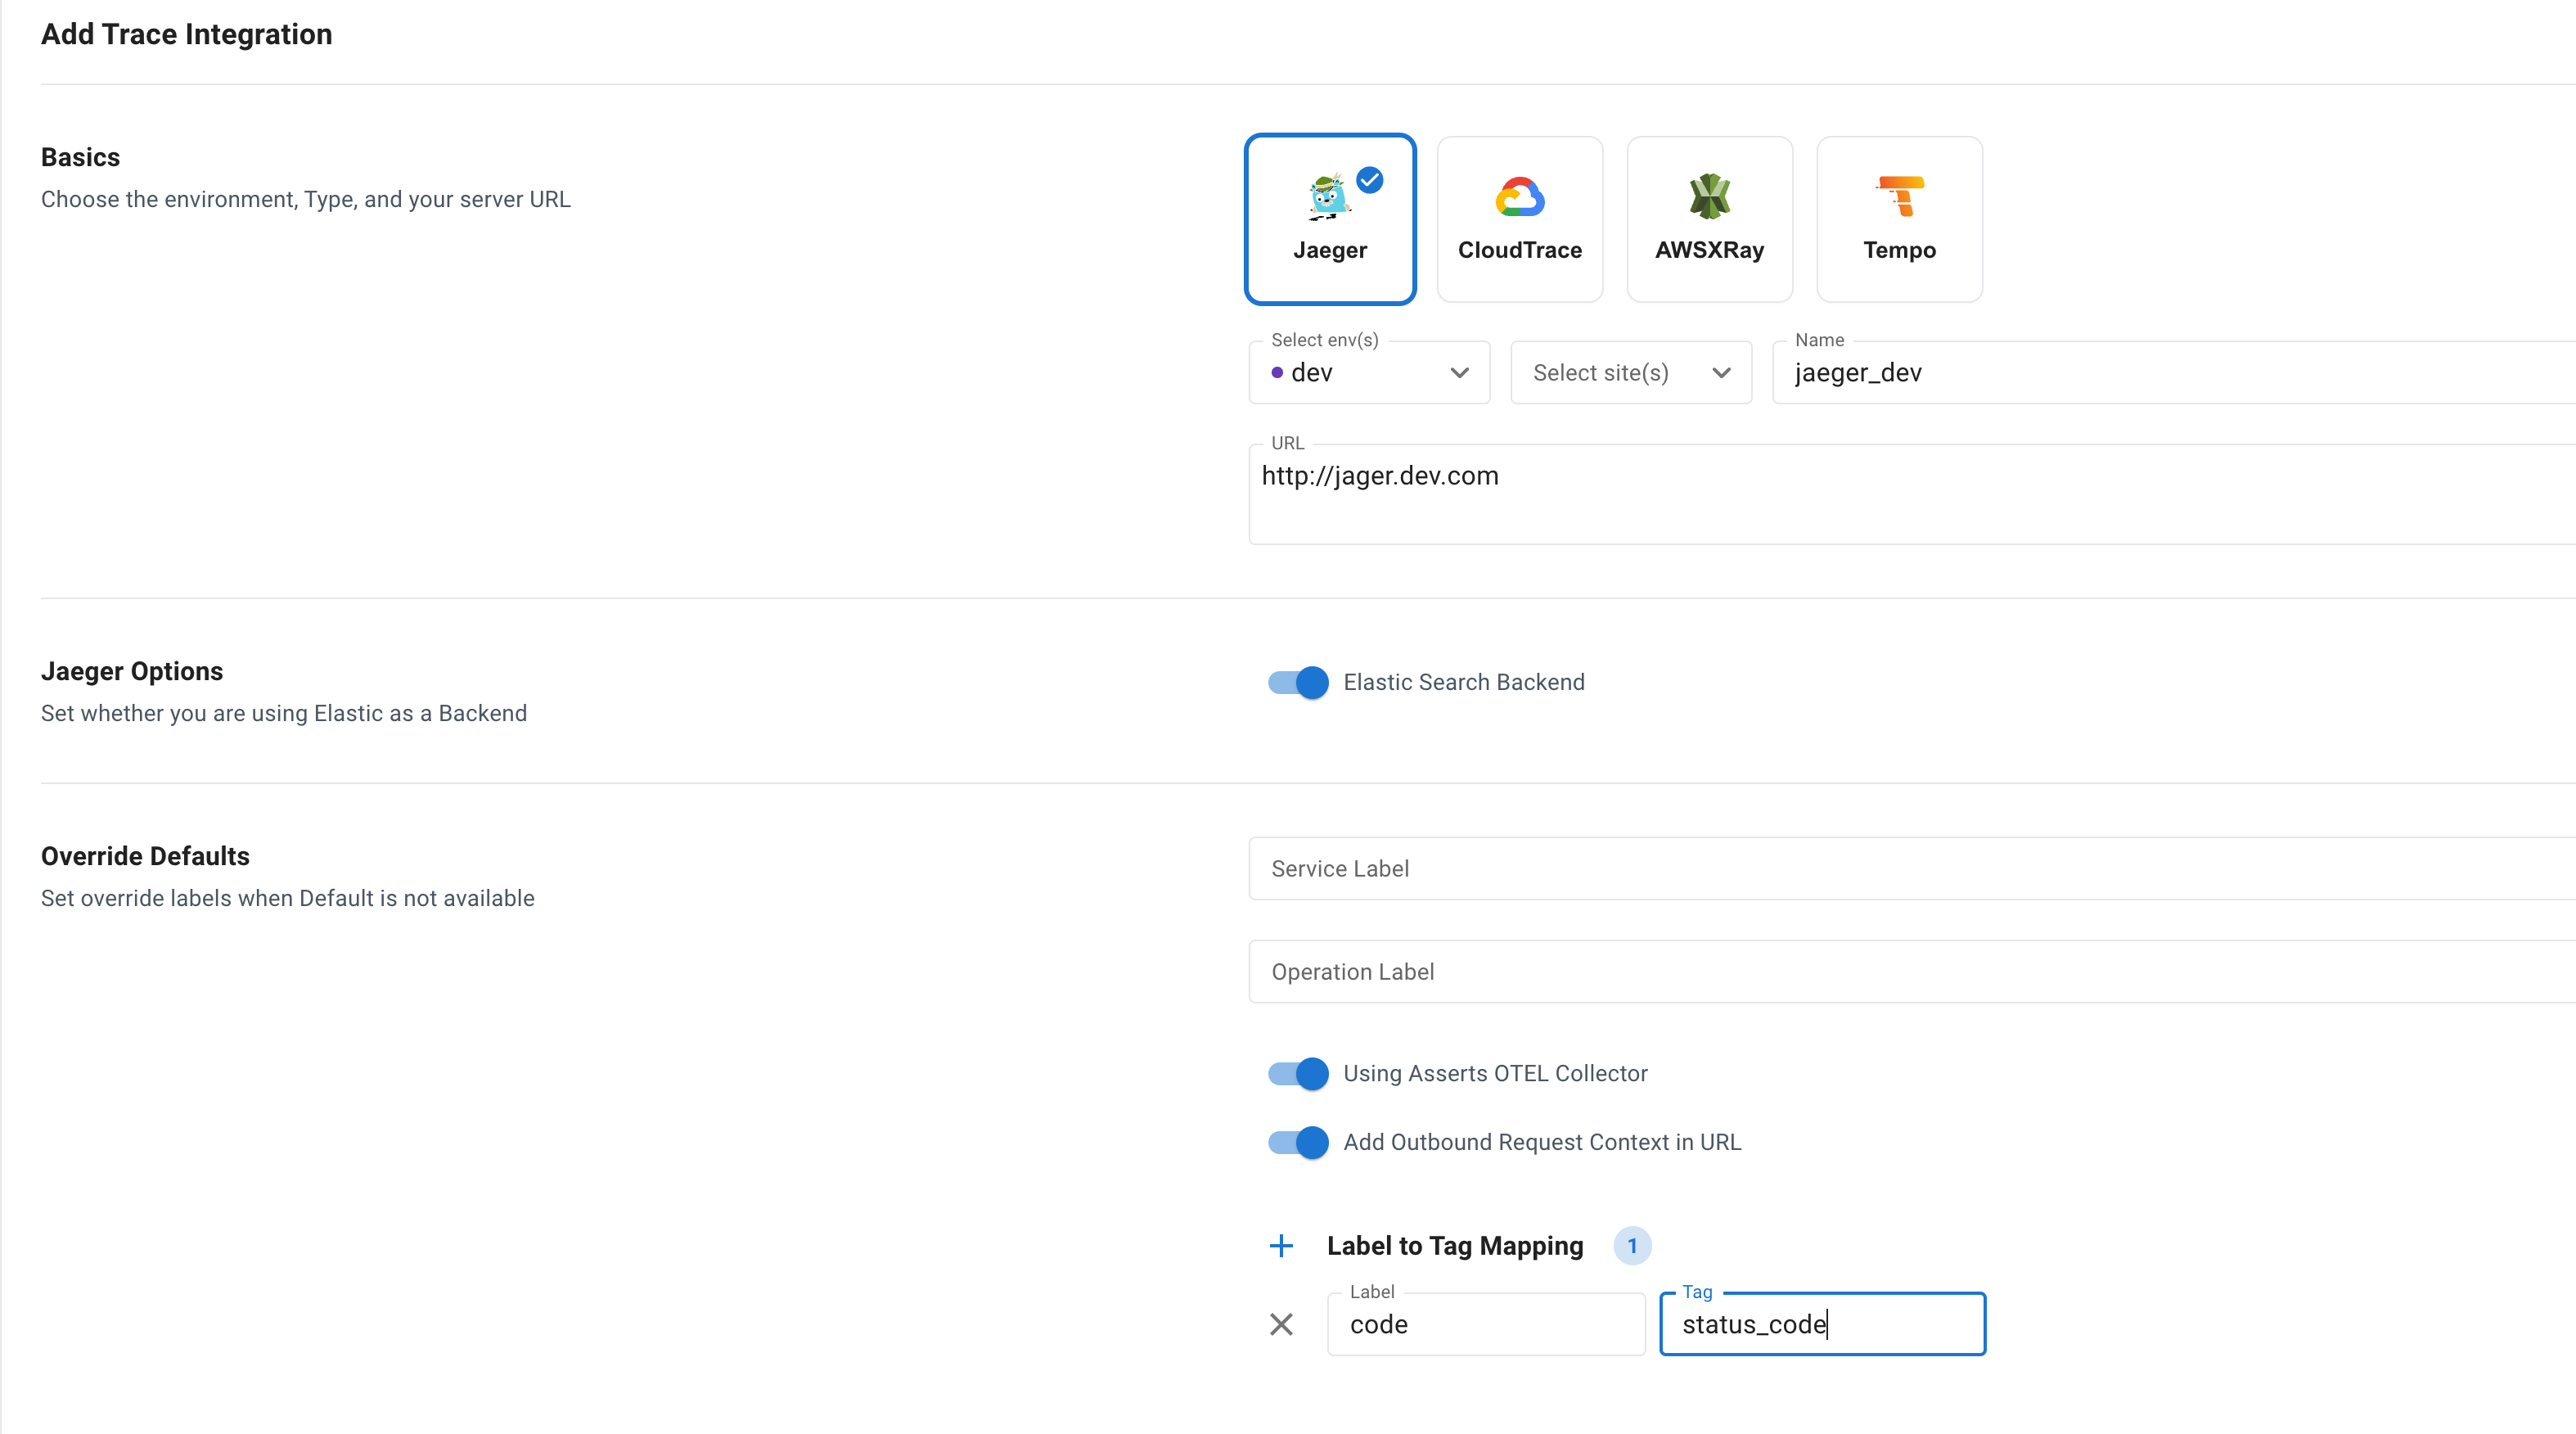 Add Trace Integration
Basics
Choose the environment, Type, and your server URL
Jaeger
CloudTrace
AWSXRay
Tempo
Select env(s)
dev
Select site(s)
Name
jaeger_dev
URL
http://jager.dev.com
Jaeger Options
Set whether you are using Elastic as a Backend
Elastic Search Backend
Override Defaults
Set override labels when Default is not available
Service Label
Operation Label
Using Asserts OTEL Collector
Add Outbound Request Context in URL
Label to Tag Mapping 1
Label
code
Tag
status_code